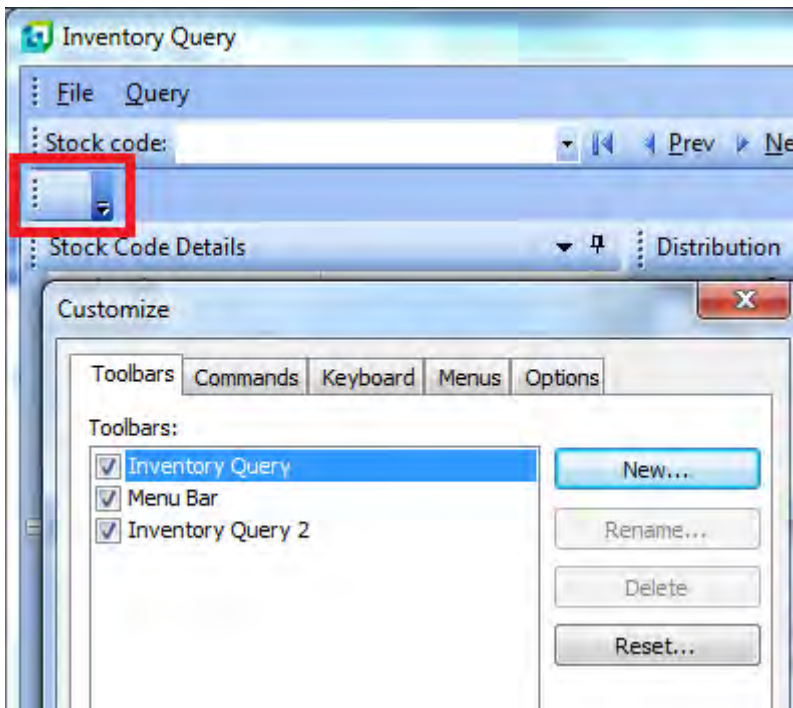 Inventory Query
File Query
Stock code: Prev
Stock Code Details Distribution
Customize
Toolbars Commands Keyboard Menus Options
Toolbars:
Inventory Query New...
Menu Bar
Inventory Query 2 Rename...
Delete
Reset...